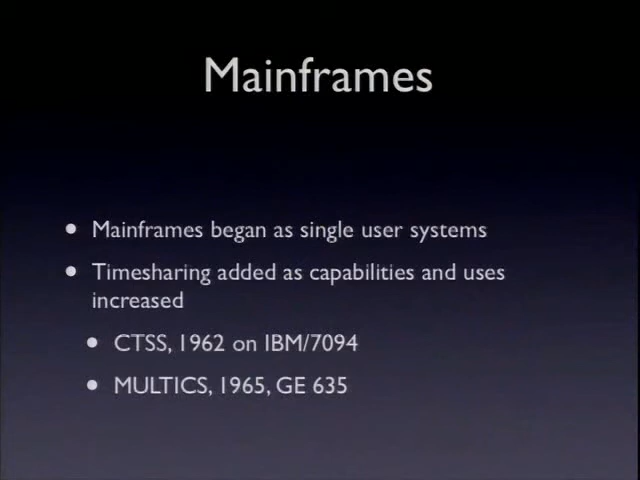 Mainframes
• Mainframes began as single user systems
• Timesharing added as capabilities and uses
increased
• CTSS, 1962 on IBM/7094
• MULTICS, 1965, GE 635